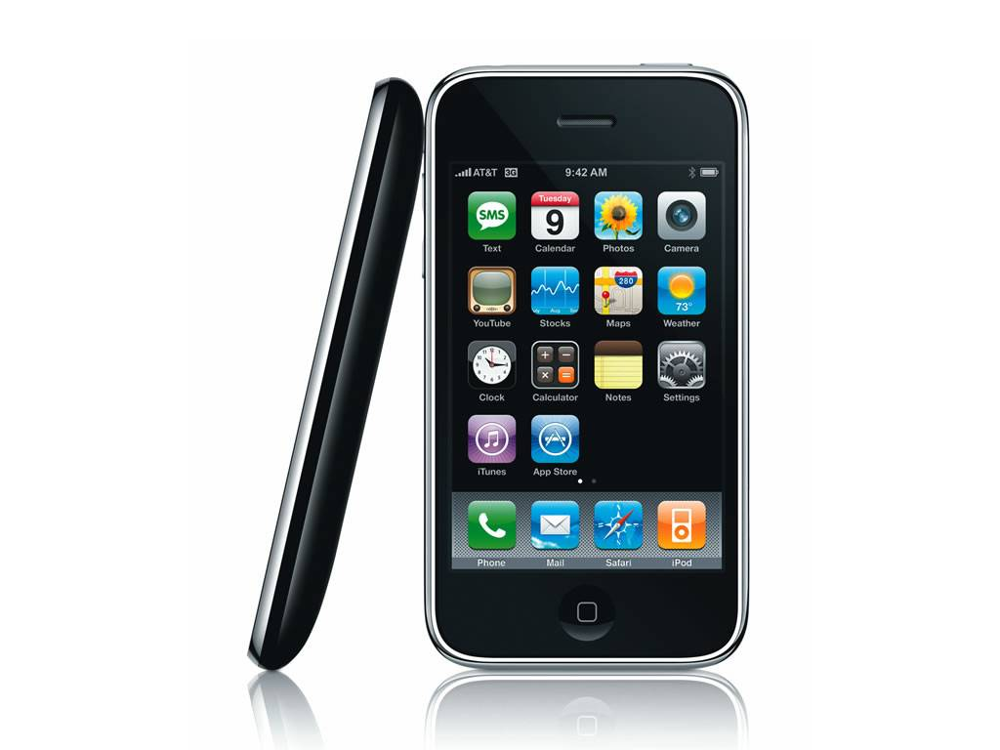 AT&T 3G 9:42 AM
SMS Tuesday 9 280
Text Calendar Photos Camera
73°
YouTube Stocks Maps Weather
Clock Calculator Notes Settings
iTunes App Store
Phone Mail Safari iPod